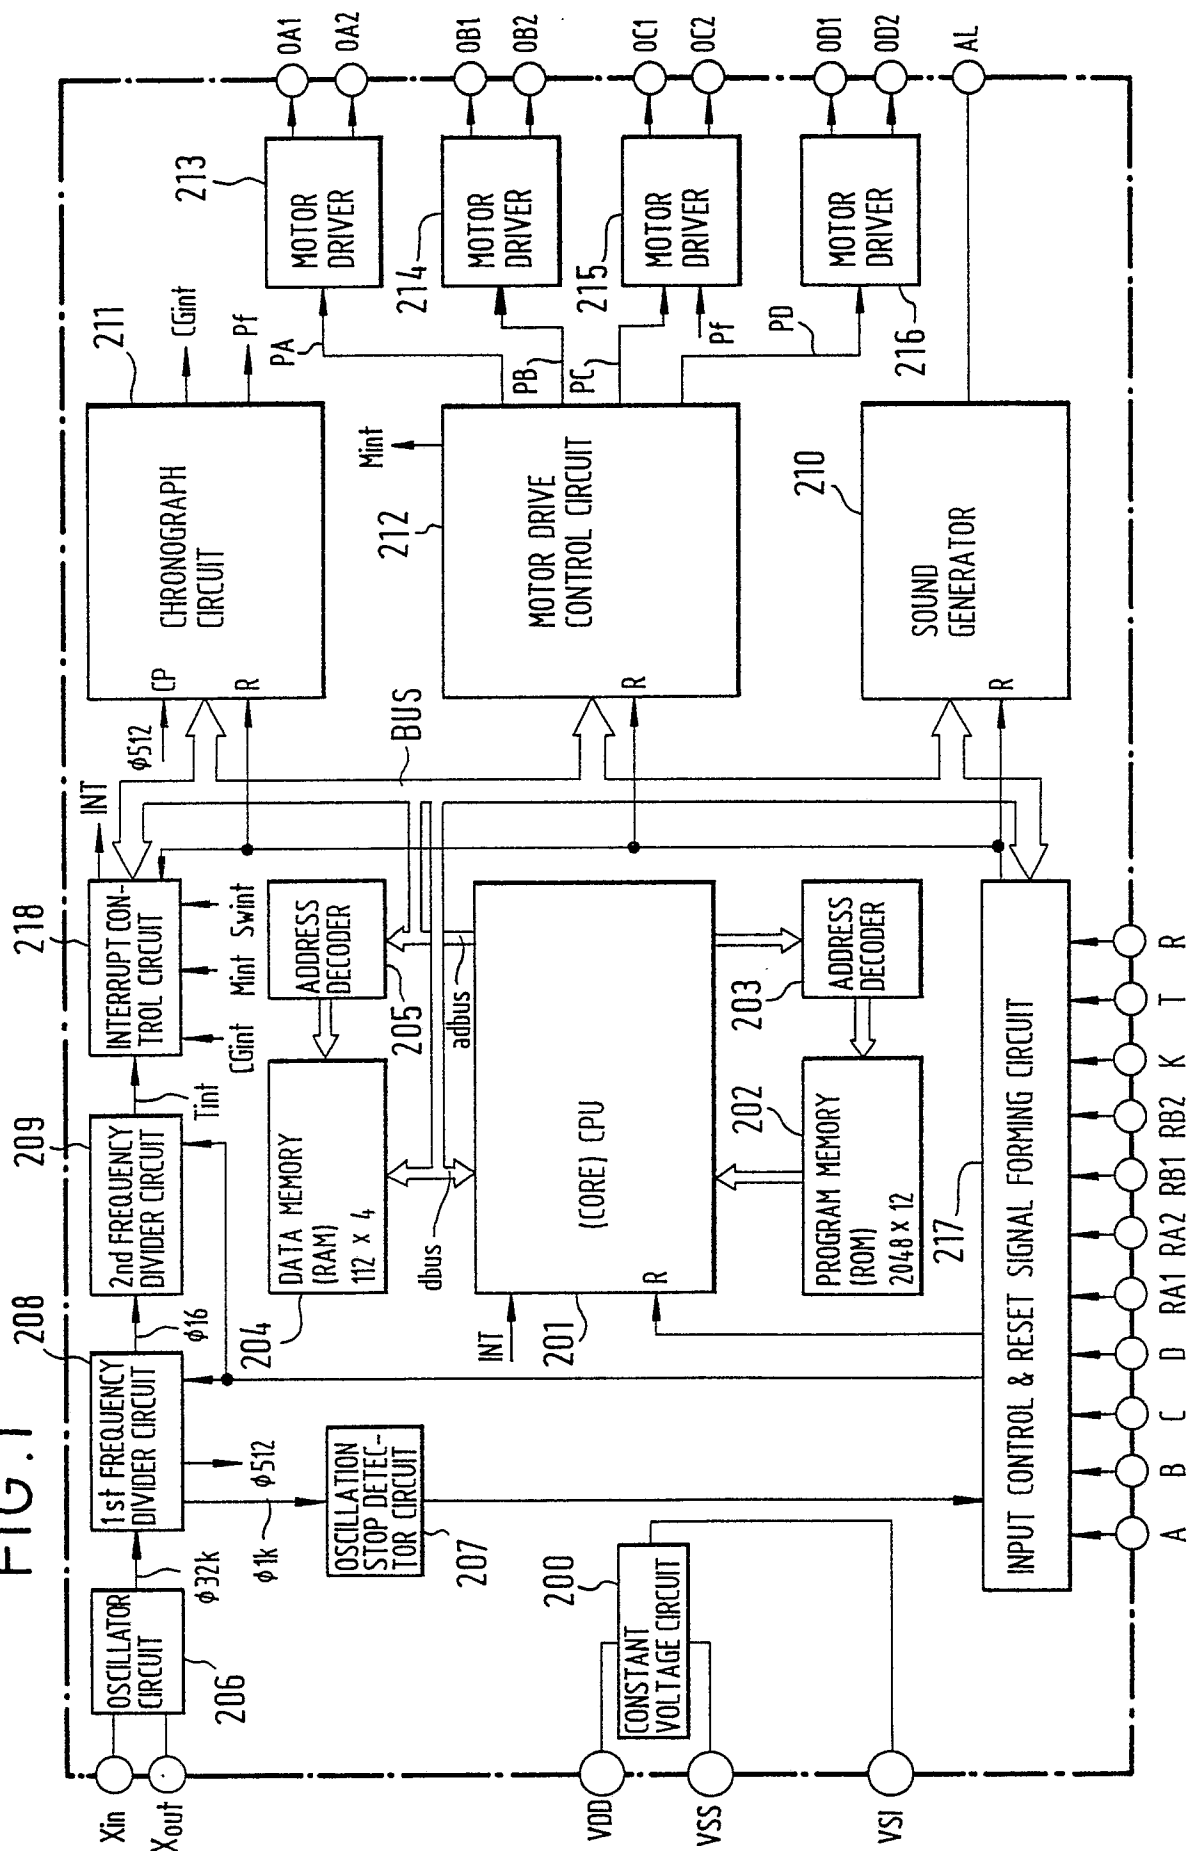 FIG.1
Xin
Xout
OSCILLATOR
CIRCUIT
206
φ32k
1st FREQUENCY
DIVIDER CIRCUIT
208
φ16
φ512
φ1k
2nd FREQUENCY
DIVIDER CIRCUIT
209
Tint
INTERRUPT CON-
TROL CIRCUIT
218
CGint
Mint
Swint
INT
OSCILLATION
STOP DETEC-
TOR CIRCUIT
207
DATA MEMORY
(RAM)
112 x 4
204
ADDRESS
DECODER
205
adbus
dbus
BUS
(CORE) CPU
R
INT
201
PROGRAM MEMORY
(ROM)
2048 x 12
202
ADDRESS
DECODER
203
CONSTANT
VOLTAGE CIRCUIT
200
VDD
VSS
VSI
CHRONOGRAPH
CIRCUIT
CP
R
φ512
211
CGint
Pf
MOTOR DRIVE
CONTROL CIRCUIT
R
212
Mint
PA
PB
PC
PD
Pf
SOUND
GENERATOR
R
210
MOTOR
DRIVER
213
MOTOR
DRIVER
214
MOTOR
DRIVER
215
MOTOR
DRIVER
216
OA1
OA2
OB1
OB2
OC1
OC2
OD1
OD2
AL
INPUT CONTROL & RESET SIGNAL FORMING CIRCUIT
217
A
B
C
D
RA1
RA2
RB1
RB2
K
T
R